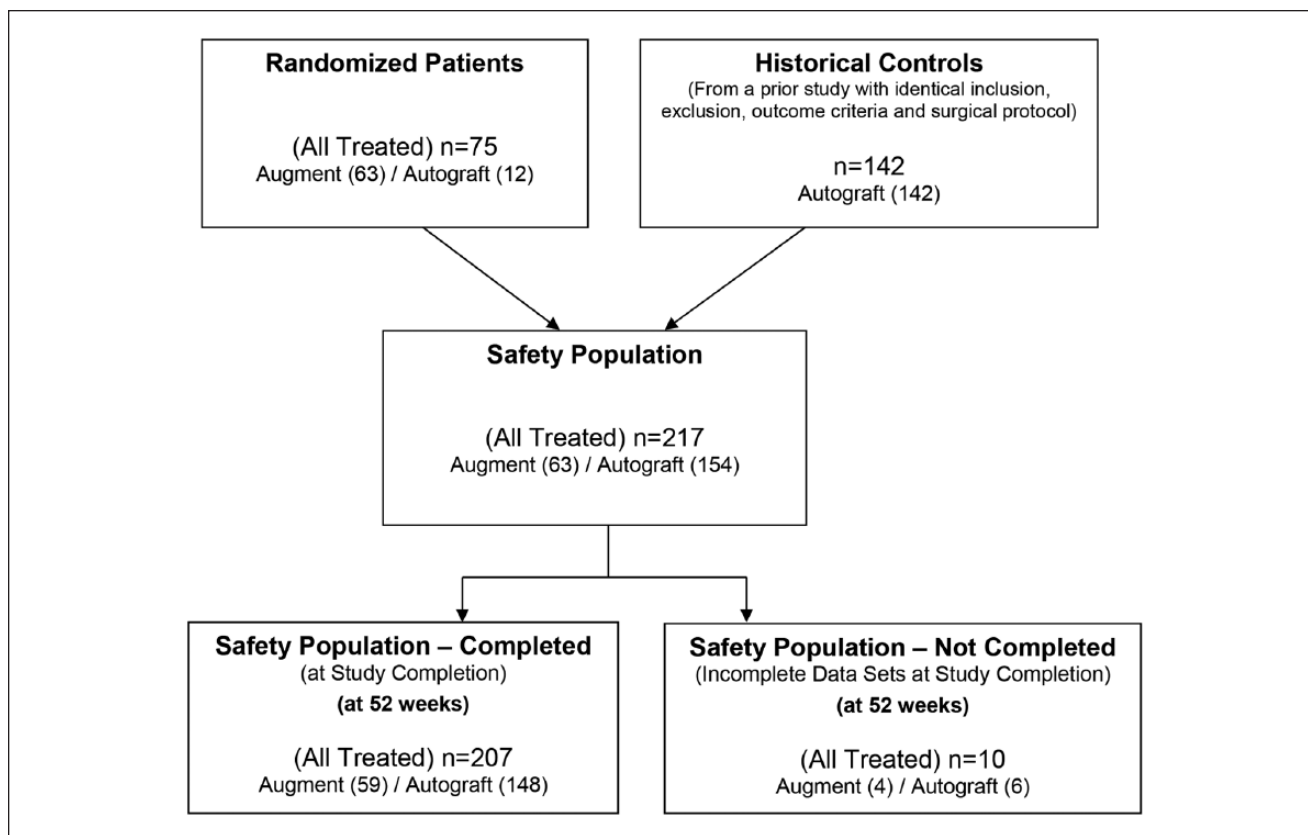 Randomized Patients
(All Treated) n=75
Augment (63) / Autograft (12)
Historical Controls
(From a prior study with identical inclusion,
exclusion, outcome criteria and surgical protocol)
n=142
Autograft (142)
Safety Population
(All Treated) n=217
Augment (63) / Autograft (154)
Safety Population – Completed
(at Study Completion)
(at 52 weeks)
(All Treated) n=207
Augment (59) / Autograft (148)
Safety Population – Not Completed
(Incomplete Data Sets at Study Completion)
(at 52 weeks)
(All Treated) n=10
Augment (4) / Autograft (6)